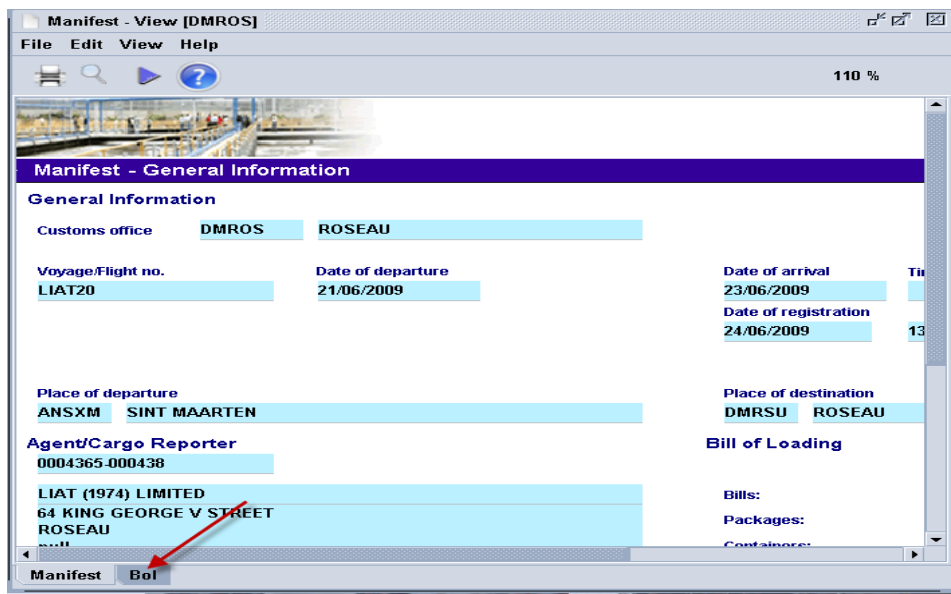 Manifest - View [DMROS]
File Edit View Help
110 %
Manifest - General Information
General Information
Customs office DMROS ROSEAU
Voyage/Flight no. Date of departure Date of arrival
LIAT20 21/06/2009 23/06/2009
Date of registration
24/06/2009 13
Place of departure Place of destination
ANSXM SINT MAARTEN DMRSU ROSEAU
Agent/Cargo Reporter Bill of Loading
0004365-000438
LIAT (1974) LIMITED Bills:
64 KING GEORGE V STREET
ROSEAU Packages:
null Containers:
Manifest Bol